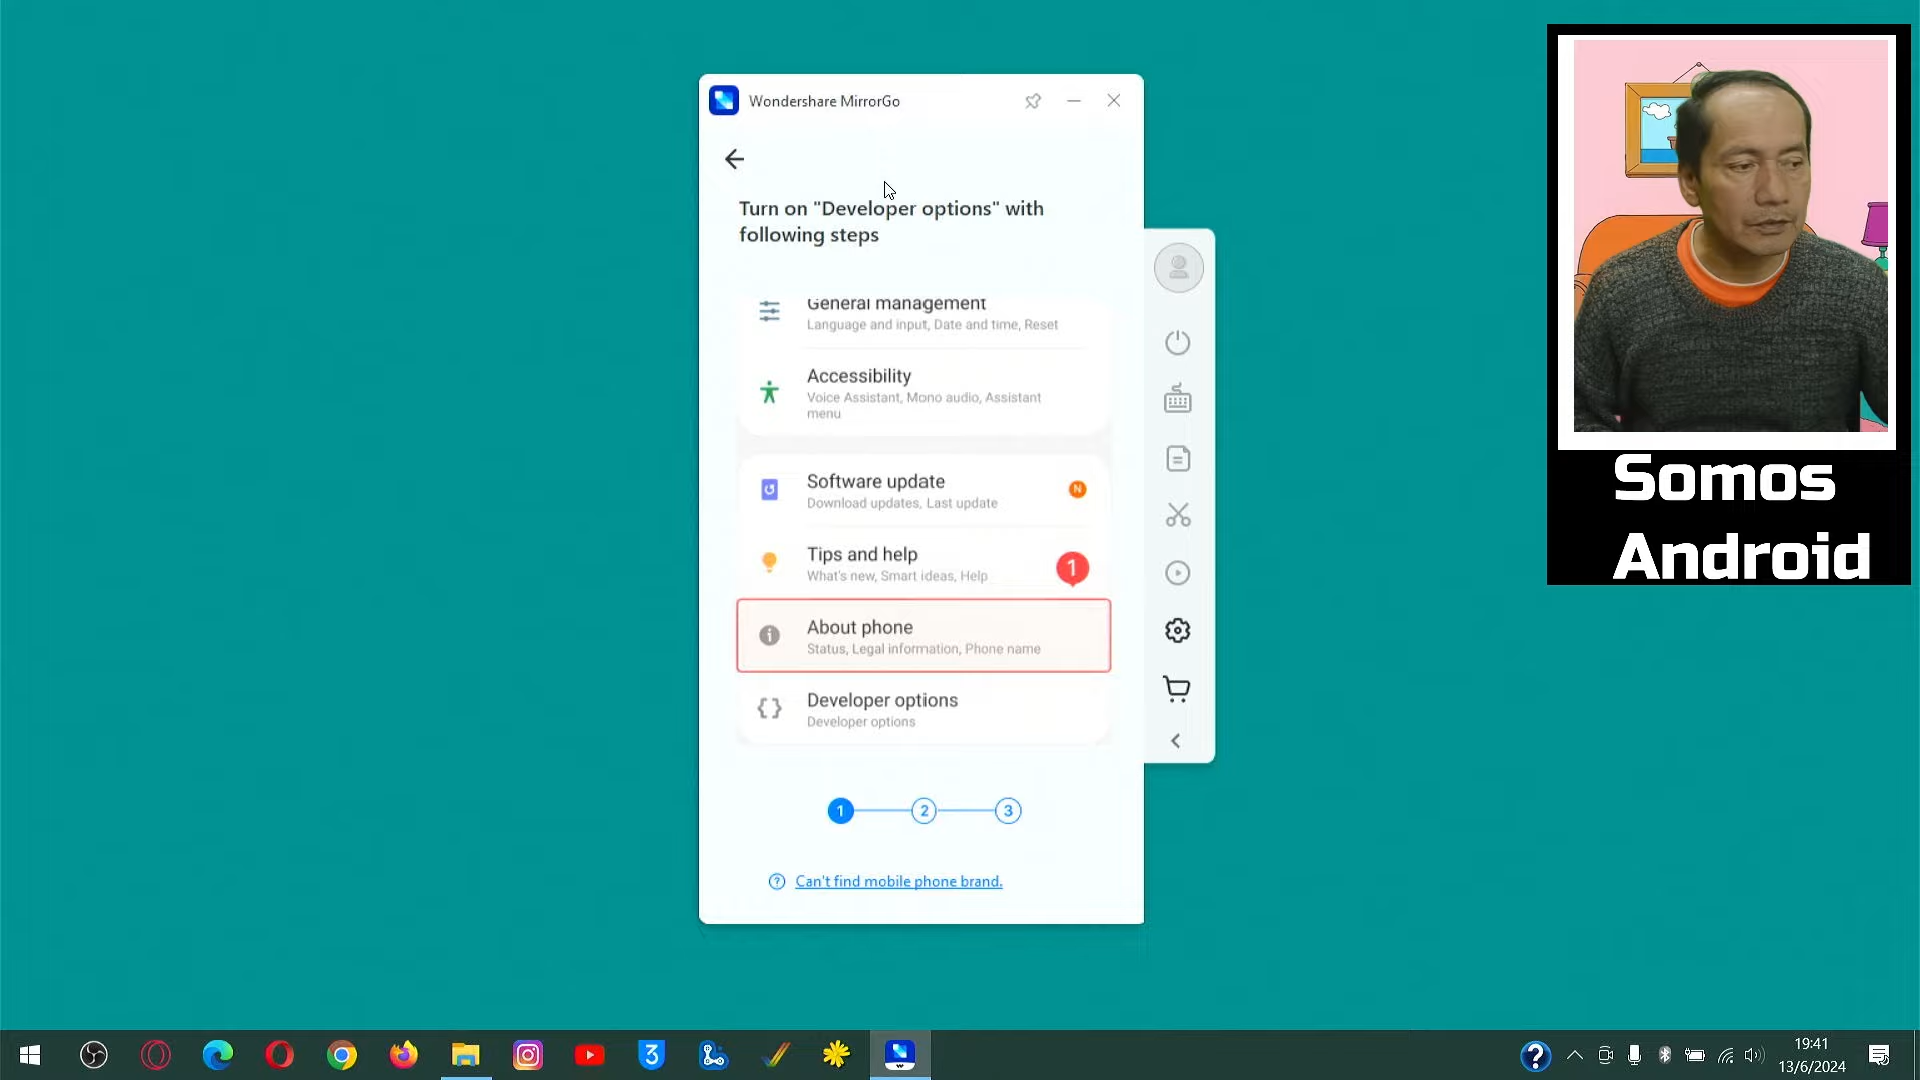 Wondershare MirrorGo
Turn on "Developer options" with
following steps
General management
Language and input, Date and time, Reset
Accessibility
Voice Assistant, Mono audio, Assistant
menu
Software update
Download updates, Last update
N
Tips and help
What's new, Smart ideas, Help
1
About phone
Status, Legal information, Phone name
Developer options
Developer options
1
2
3
? Can't find mobile phone brand.
Somos
Android
3
?
19:41
13/6/2024